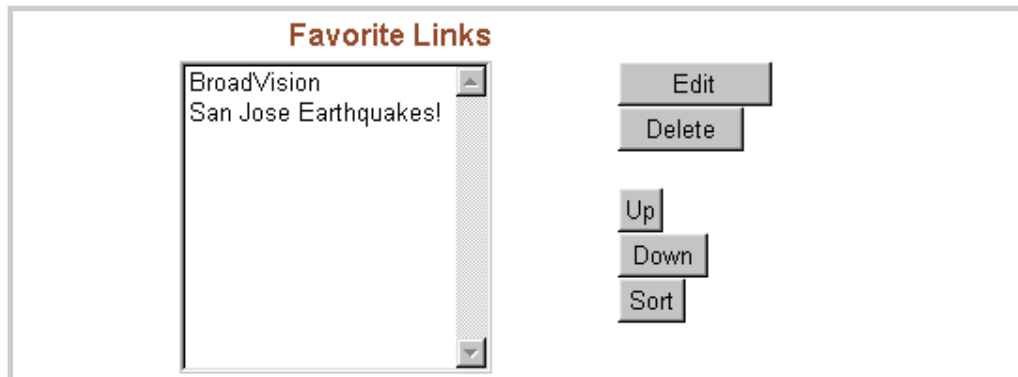 Favorite Links
BroadVision
San Jose Earthquakes!
Edit
Delete
Up
Down
Sort